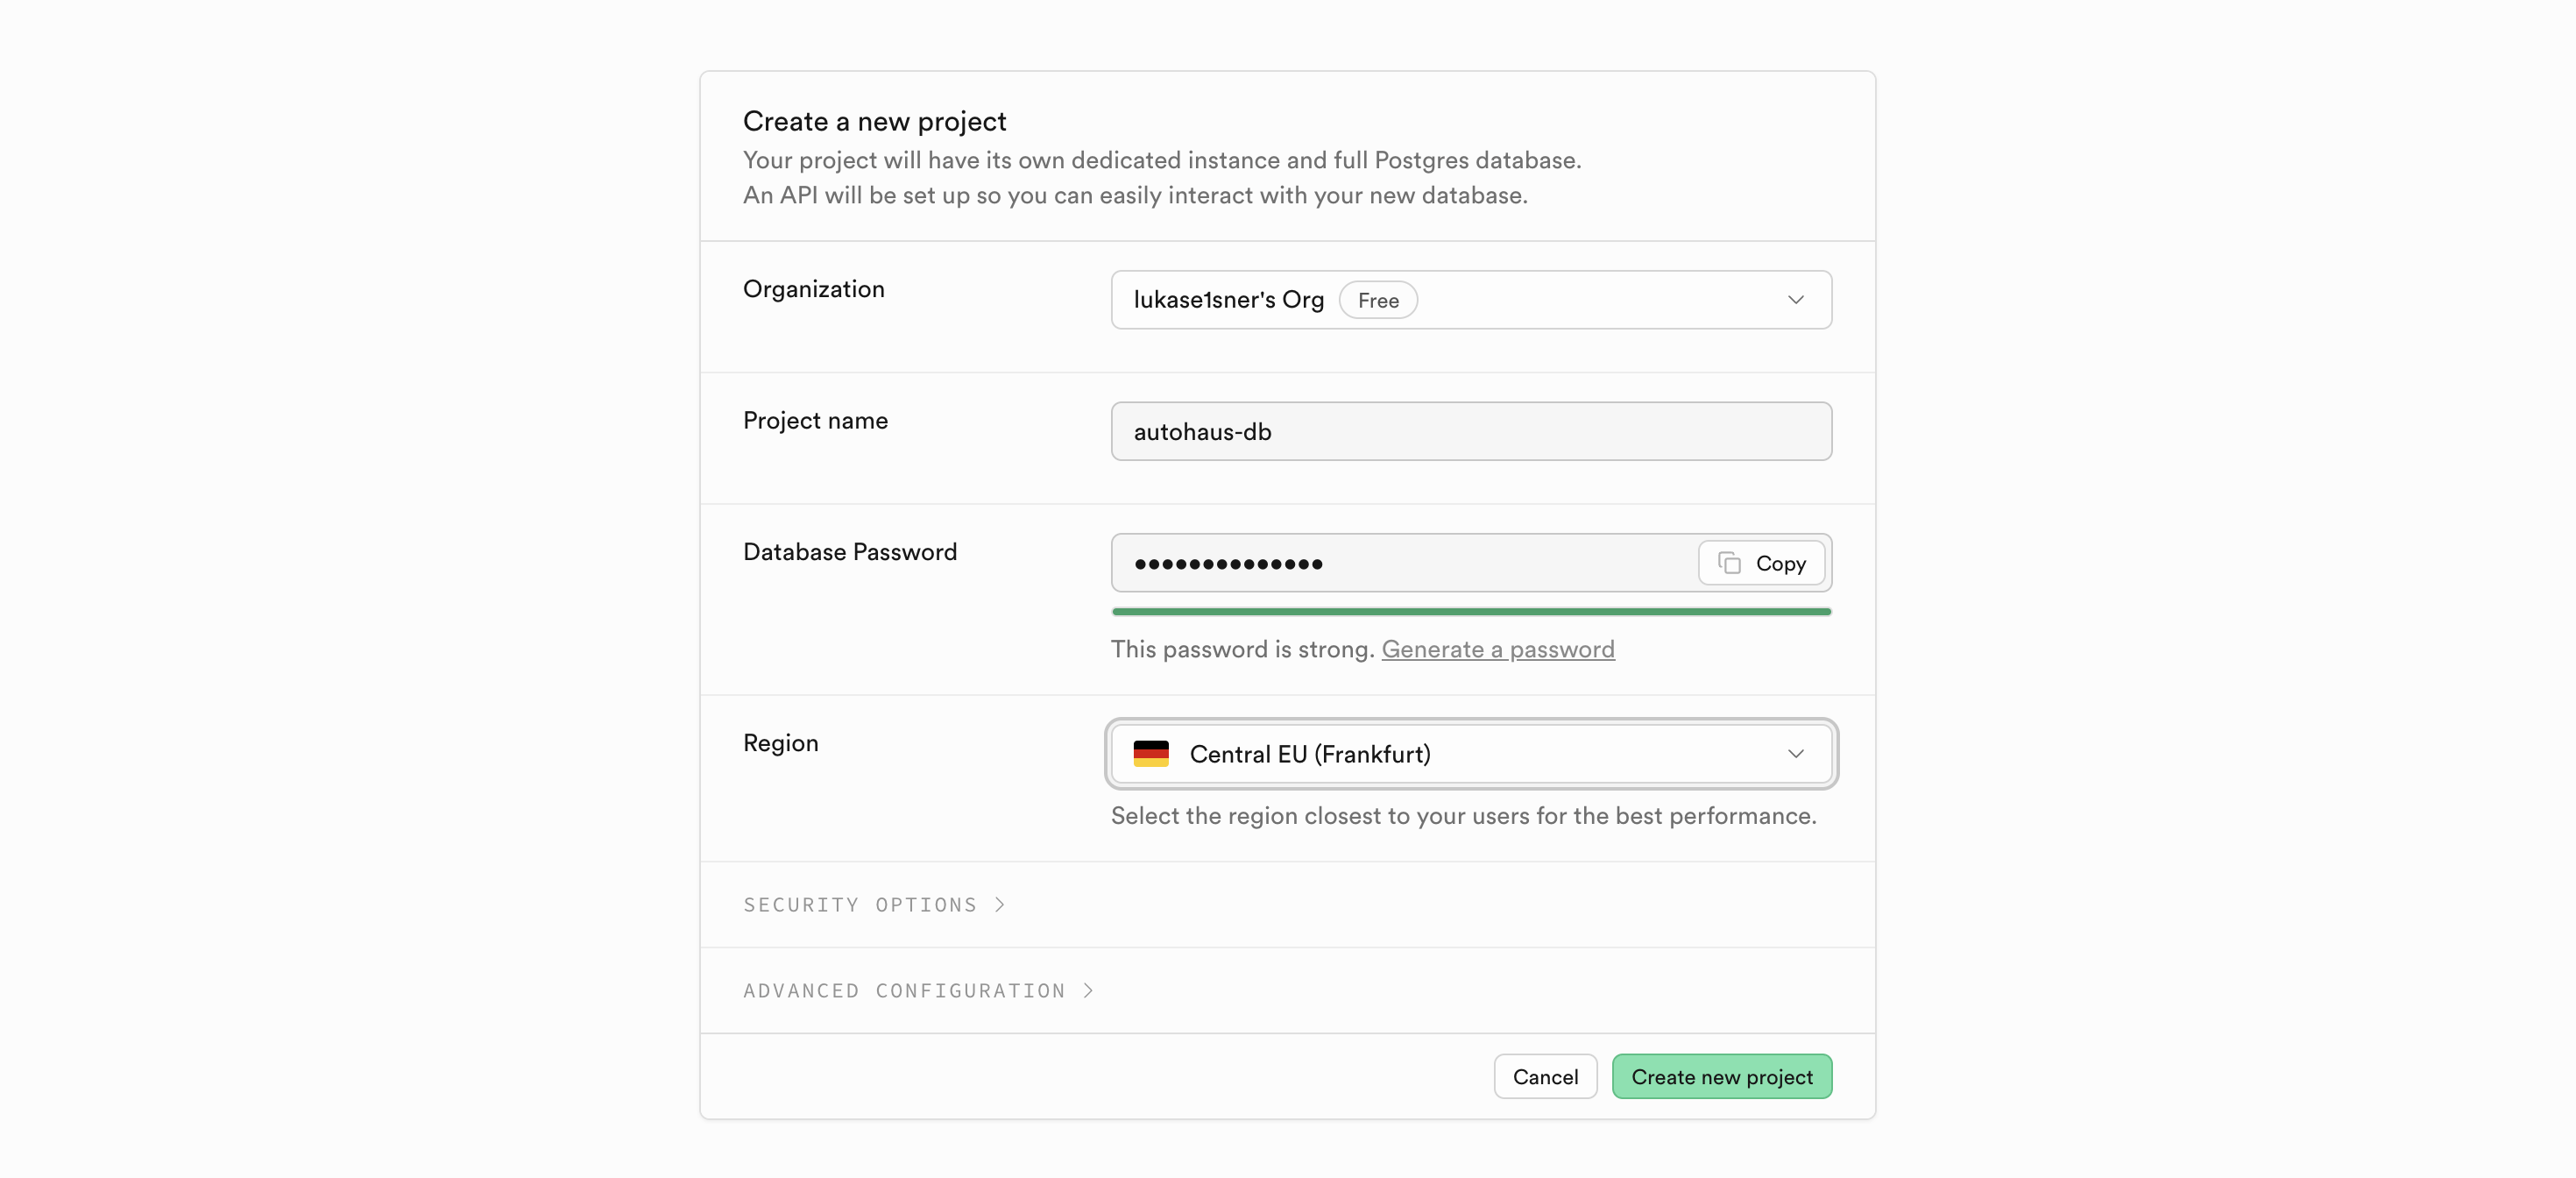 Create a new project
Your project will have its own dedicated instance and full Postgres database.
An API will be set up so you can easily interact with your new database.
Organization
lukase1sner's Org Free
Project name
autohaus-db
Database Password
●●●●●●●●●●●●●● Copy
This password is strong. Generate a password
Region
Central EU (Frankfurt)
Select the region closest to your users for the best performance.
SECURITY OPTIONS >
ADVANCED CONFIGURATION >
Cancel Create new project